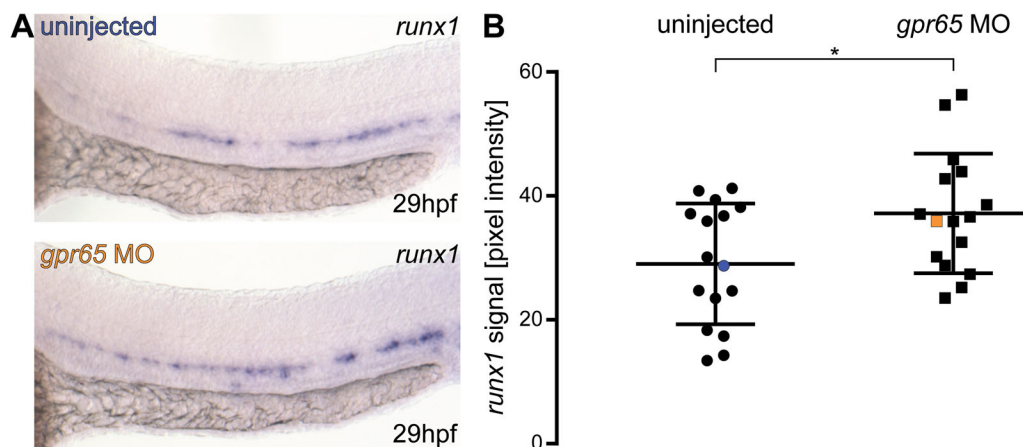 A
uninjected
runx1
29hpf
gpr65 MO
runx1
29hpf
B
uninjected
gpr65 MO
*
runx1 signal [pixel intensity]
60
40
20
0